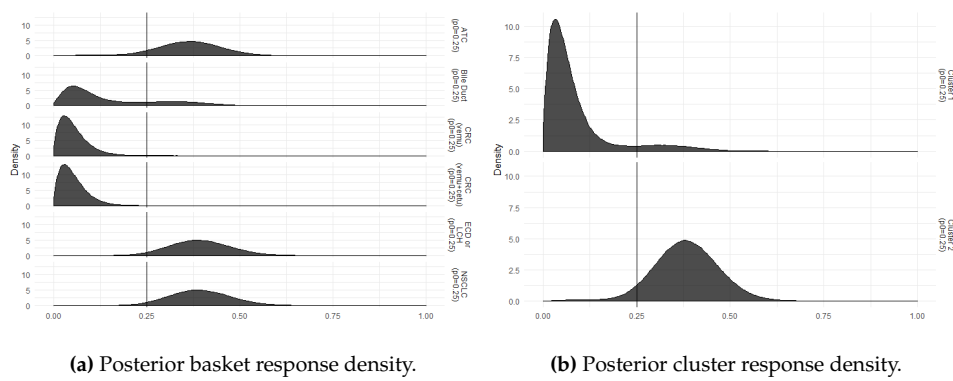 10
5
0
ATC
(p0=0.25)
10
5
0
Bile Duct
(p0=0.25)
10
5
0
CRC
(vemu)
(p0=0.25)
10
5
0
CRC
(vemu+cetu)
(p0=0.25)
10
5
0
ECD or
LCH
(p0=0.25)
10
5
0
NSCLC
(p0=0.25)
Density
0.00 0.25 0.50 0.75 1.00
(a) Posterior basket response density.
10.0
7.5
5.0
2.5
0.0
Cluster 1
(p0=0.25)
10.0
7.5
5.0
2.5
0.0
Cluster 2
(p0=0.25)
Density
0.00 0.25 0.50 0.75 1.00
(b) Posterior cluster response density.